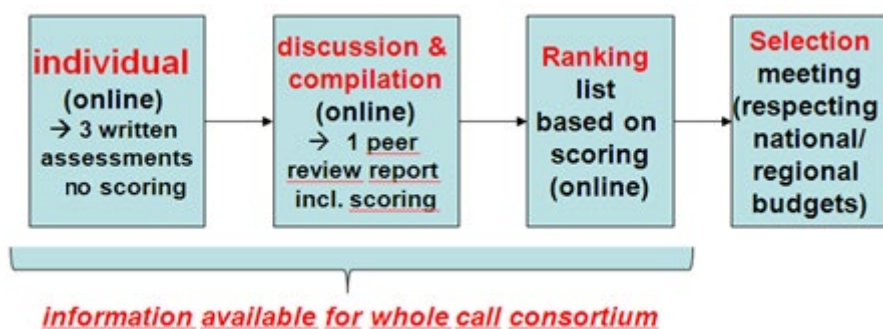 individual
(online)
→ 3 written
assessments
no scoring
discussion &
compilation
(online)
→ 1 peer
review report
incl. scoring
Ranking
list
based on
scoring
(online)
Selection
meeting
(respecting
national/
regional
budgets)
information available for whole call consortium